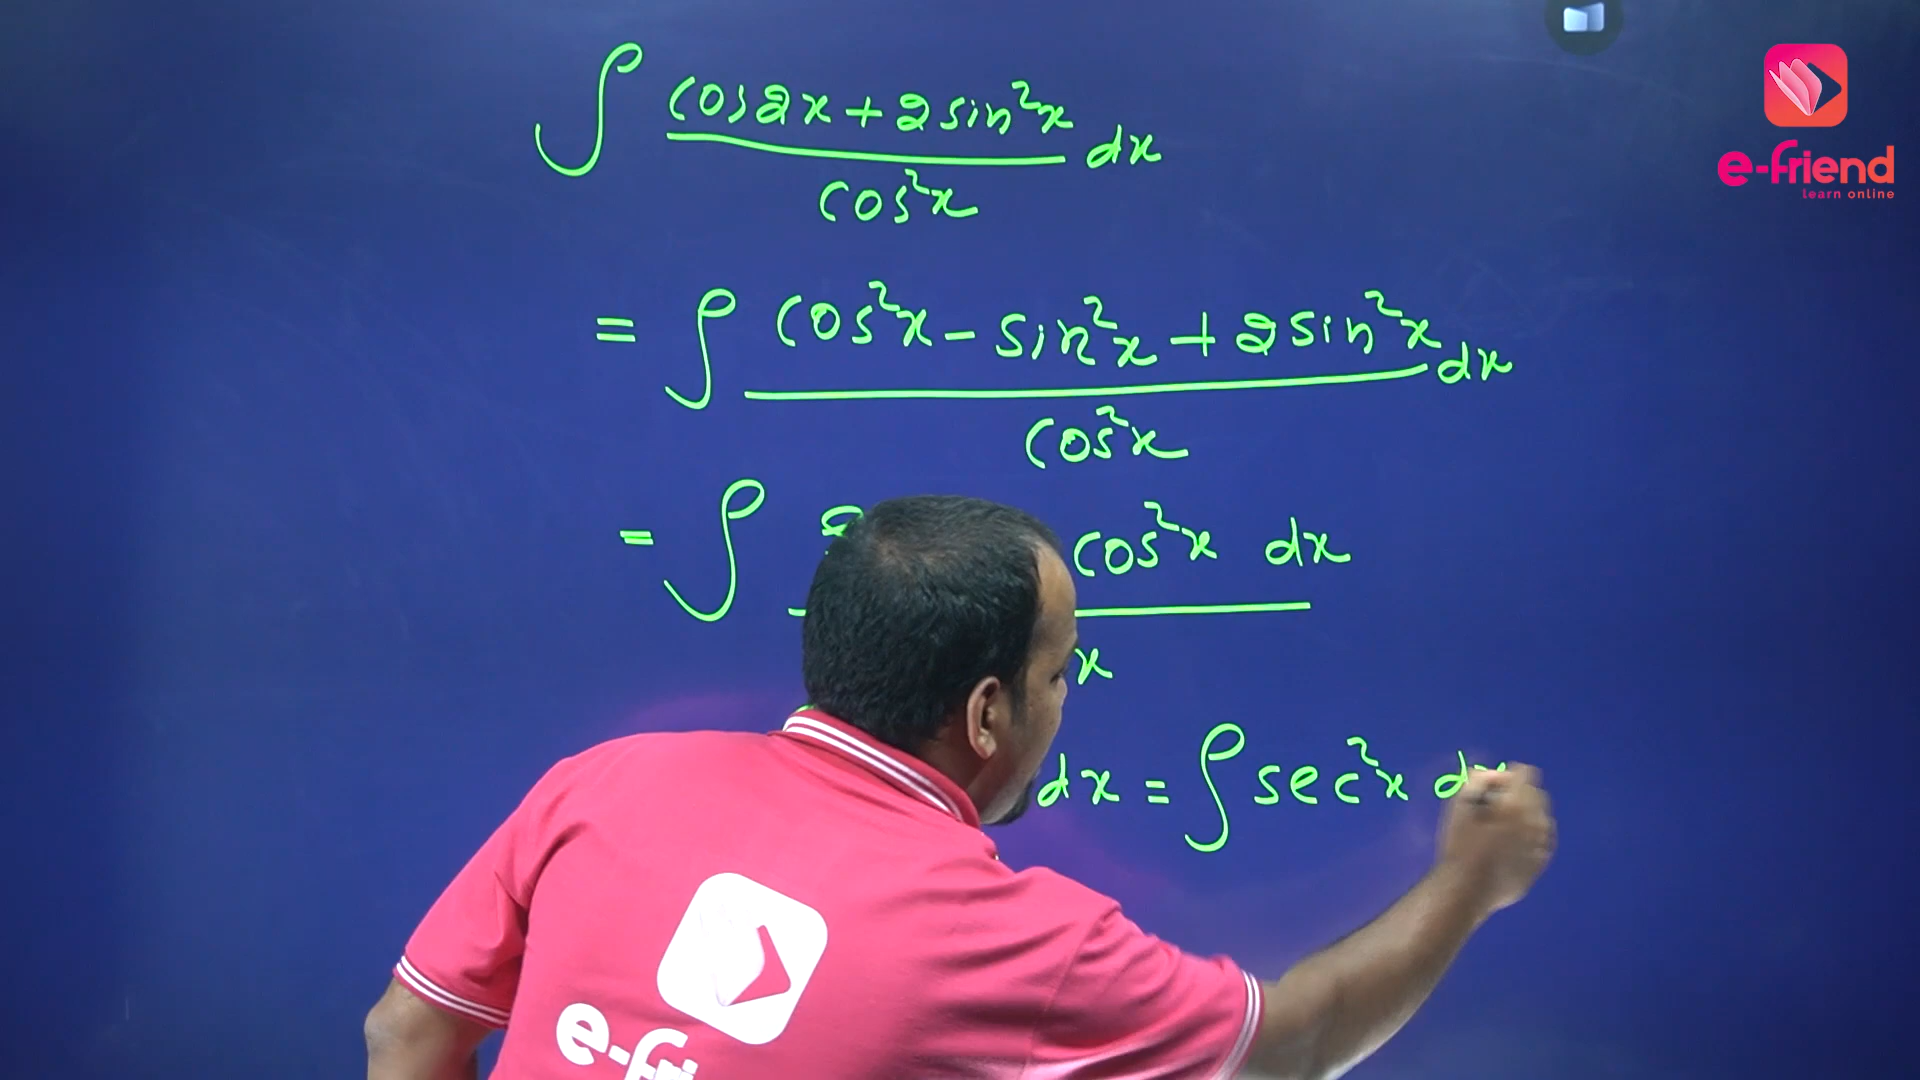 ∫ cos2x + 2sin²x dx
cos²x
= ∫ cos²x - sin²x + 2sin²x dx
cos²x
= ∫ cos²x dx
x
dx = ∫ sec²x dx
e-friend
learn online